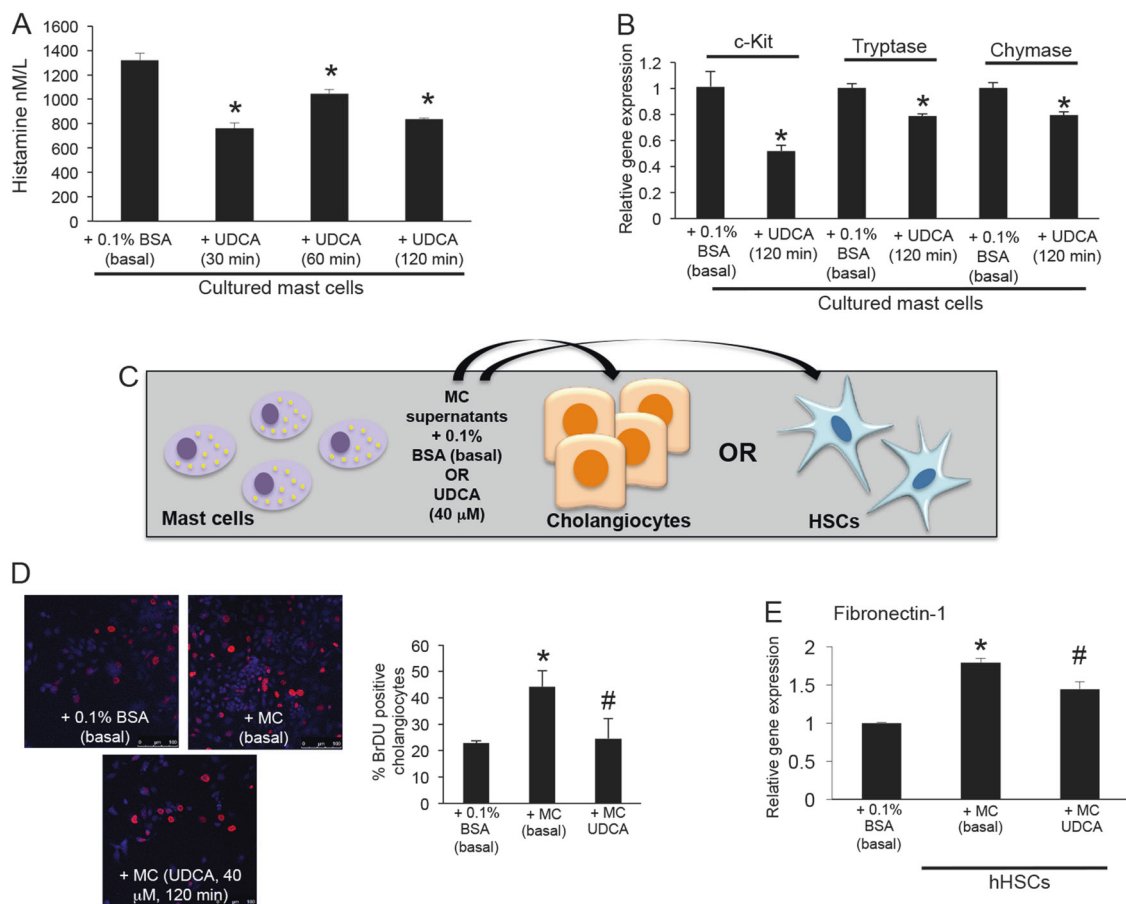 A
Histamine nM/L
1600
1400
1200
1000
800
600
400
200
0
*
*
*
+ 0.1% BSA
(basal)
+ UDCA
(30 min)
+ UDCA
(60 min)
+ UDCA
(120 min)
Cultured mast cells
B
Relative gene expression
c-Kit
Tryptase
Chymase
1.2
1
0.8
0.6
0.4
0.2
0
*
*
*
+ 0.1%
BSA
(basal)
+ UDCA
(120 min)
+ 0.1%
BSA
(basal)
+ UDCA
(120 min)
+ 0.1%
BSA
(basal)
+ UDCA
(120 min)
Cultured mast cells
C
Mast cells
MC
supernatants
+ 0.1%
BSA (basal)
OR
UDCA
(40 μM)
Cholangiocytes
OR
HSCs
D
+ 0.1% BSA
(basal)
0 μm 100
+ MC
(basal)
0 μm 100
+ MC (UDCA, 40
μM, 120 min)
% BrDU positive
cholangiocytes
60
50
40
30
20
10
0
*
#
+ 0.1%
BSA
(basal)
+ MC
(basal)
+ MC
UDCA
E
Fibronectin-1
Relative gene expression
2
1.5
1
0.5
0
*
#
+ 0.1%
BSA
(basal)
+ MC
(basal)
+ MC
UDCA
hHSCs